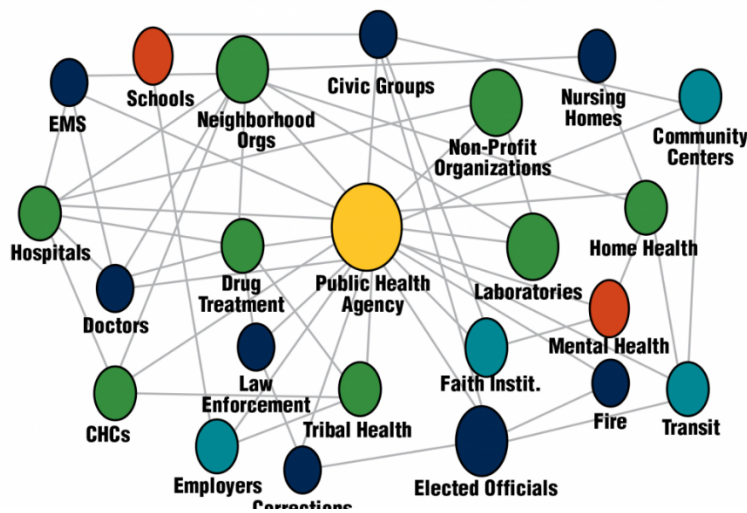 Civic Groups
Schools
EMS
Neighborhood
Orgs
Nursing
Homes
Non-Profit
Organizations
Community
Centers
Hospitals
Drug
Treatment
Public Health
Agency
Laboratories
Home Health
Doctors
Mental Health
Law
Enforcement
Faith Instit.
Tribal Health
Fire
Transit
CHCs
Employers
Corrections
Elected Officials